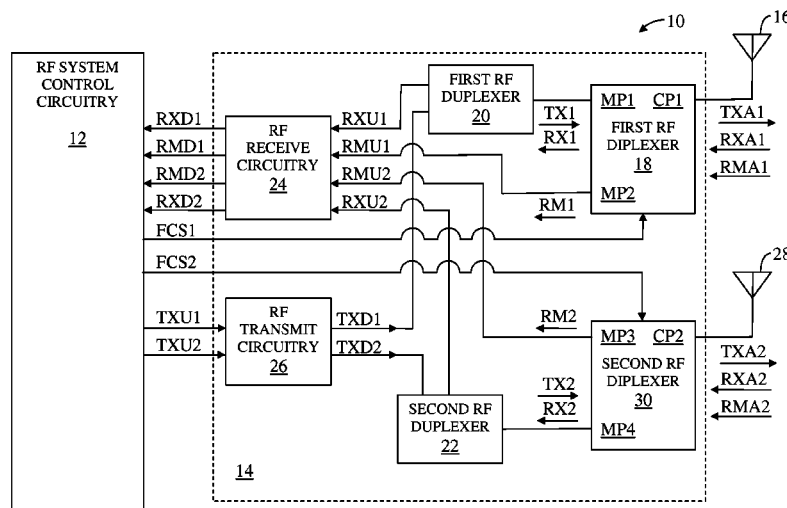 10
16
RF SYSTEM
CONTROL
CIRCUITRY
12
RXD1
RMD1
RMD2
RXD2
FCS1
FCS2
TXU1
TXU2
RF
RECEIVE
CIRCUITRY
24
RXU1
RMU1
RMU2
RXU2
FIRST RF
DUPLEXER
20
TX1
RX1
RM1
MP1 CP1
FIRST RF
DIPLEXER
18
MP2
TXA1
RXA1
RMA1
28
RF
TRANSMIT
CIRCUITRY
26
TXD1
TXD2
SECOND RF
DUPLEXER
22
RM2
TX2
RX2
MP3 CP2
SECOND RF
DIPLEXER
30
MP4
TXA2
RXA2
RMA2
14